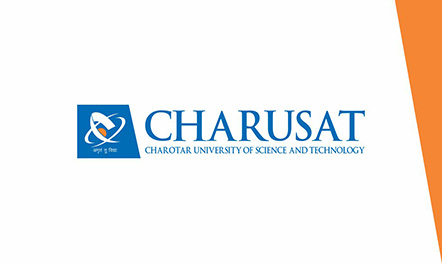 CHARUSAT
CHAROTAR UNIVERSITY OF SCIENCE AND TECHNOLOGY